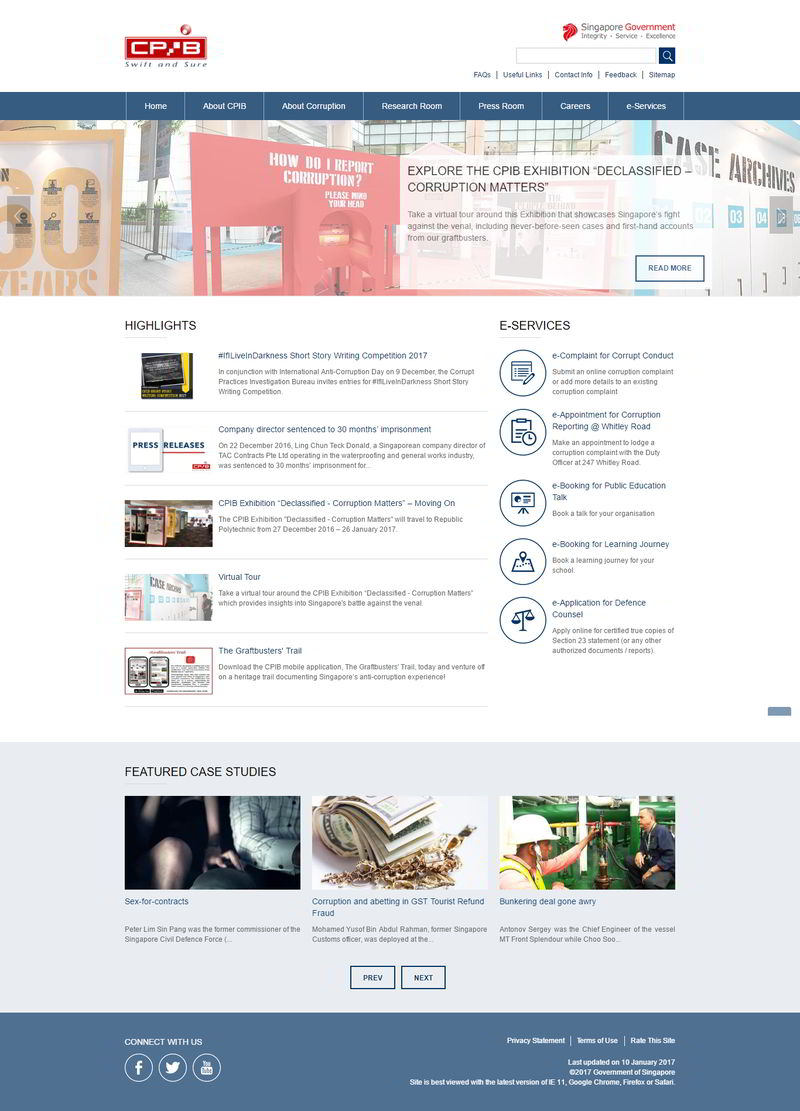 CPIB
Swift and Sure
Singapore Government
Integrity · Service · Excellence
FAQs | Useful Links | Contact Info | Feedback | Sitemap
Home
About CPIB
About Corruption
Research Room
Press Room
Careers
e-Services
60
YEARS
HOW DO I REPORT
CORRUPTION?
PLEASE MIND
YOUR HEAD
CASE ARCHIVES
03
04
EXPLORE THE CPIB EXHIBITION “DECLASSIFIED –
CORRUPTION MATTERS”
Take a virtual tour around this Exhibition that showcases Singapore's fight
against the venal, including never-before-seen cases and first-hand accounts
from our graftbusters.
READ MORE
HIGHLIGHTS
#IfILiveInDarkness Short Story Writing Competition 2017
In conjunction with International Anti-Corruption Day on 9 December, the Corrupt
Practices Investigation Bureau invites entries for #IfILiveInDarkness Short Story
Writing Competition.
PRESS RELEASES
CPIB
Company director sentenced to 30 months’ imprisonment
On 22 December 2016, Ling Chun Teck Donald, a Singaporean company director of
TAC Contracts Pte Ltd operating in the waterproofing and general works industry,
was sentenced to 30 months’ imprisonment for...
CPIB Exhibition “Declassified - Corruption Matters” – Moving On
The CPIB Exhibition "Declassified - Corruption Matters" will travel to Republic
Polytechnic from 27 December 2016 – 26 January 2017.
CASE ARCHIVES
Virtual Tour
Take a virtual tour around the CPIB Exhibition “Declassified - Corruption Matters”
which provides insights into Singapore's battle against the venal.
The Graftbusters' Trail
Download the CPIB mobile application, The Graftbusters' Trail, today and venture off
on a heritage trail documenting Singapore's anti-corruption experience!
E-SERVICES
e-Complaint for Corrupt Conduct
Submit an online corruption complaint
or add more details to an existing
corruption complaint
e-Appointment for Corruption
Reporting @ Whitley Road
Make an appointment to lodge a
corruption complaint with the Duty
Officer at 247 Whitley Road.
e-Booking for Public Education
Talk
Book a talk for your organisation
e-Booking for Learning Journey
Book a learning journey for your
school.
e-Application for Defence
Counsel
Apply online for certified true copies of
Section 23 statement (or any other
authorized documents / reports).
FEATURED CASE STUDIES
Sex-for-contracts
Peter Lim Sin Pang was the former commissioner of the
Singapore Civil Defence Force (...
Corruption and abetting in GST Tourist Refund
Fraud
Mohamed Yusof Bin Abdul Rahman, former Singapore
Customs officer, was deployed at the...
Bunkering deal gone awry
Antonov Sergey was the Chief Engineer of the vessel
MT Front Splendour while Choo Soo...
PREV
NEXT
CONNECT WITH US
You
Tube
Privacy Statement | Terms of Use | Rate This Site
Last updated on 10 January 2017
©2017 Government of Singapore
Site is best viewed with the latest version of IE 11, Google Chrome, Firefox or Safari.